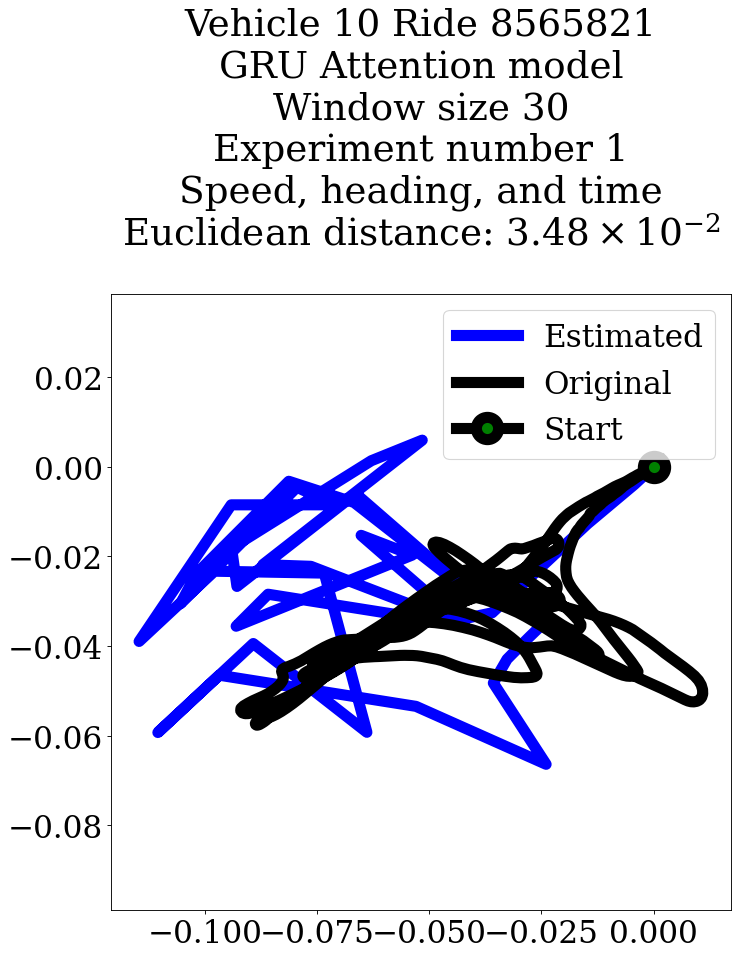 Vehicle 10 Ride 8565821
GRU Attention model
Window size 30
Experiment number 1
Speed, heading, and time
Euclidean distance: 3.48 × 10⁻²
Estimated
Original
Start
0.02
0.00
−0.02
−0.04
−0.06
−0.08
−0.100 −0.075 −0.050 −0.025 0.000